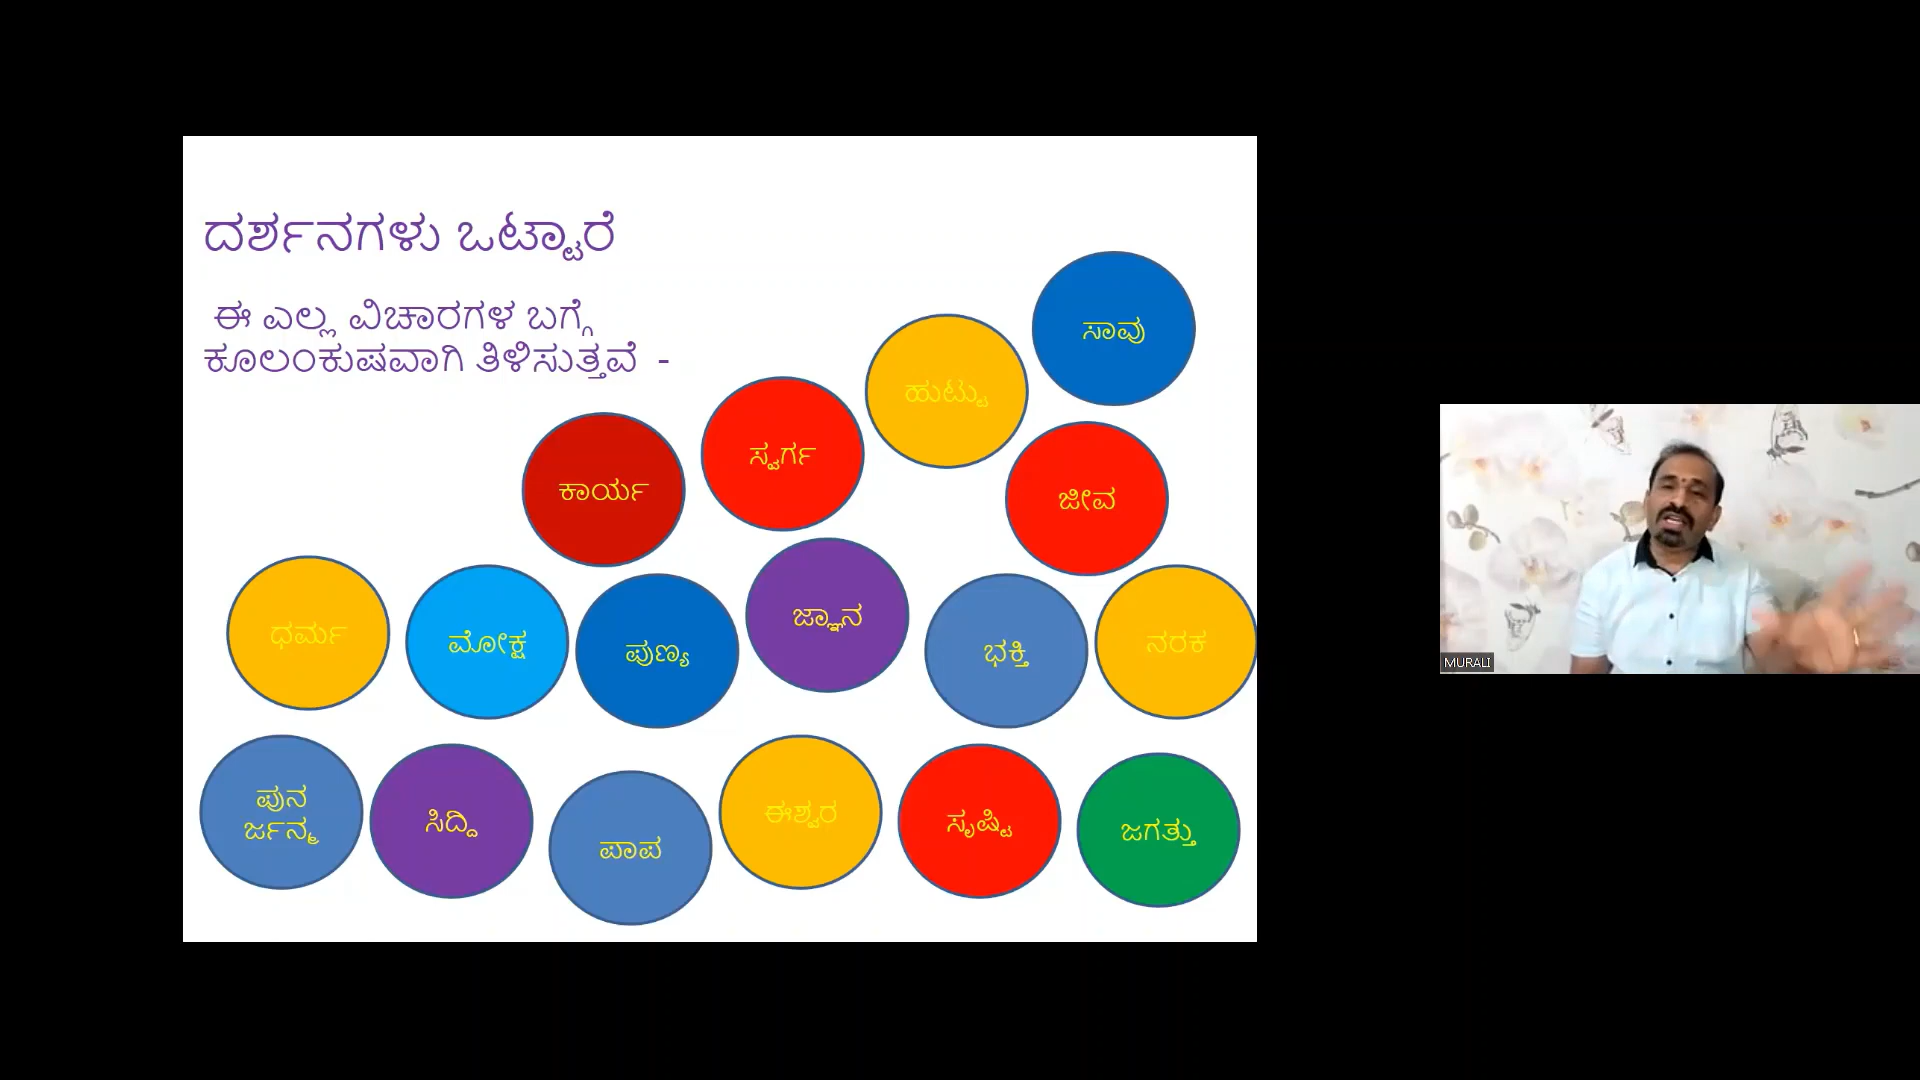 ದರ್ಶನಗಳು ಒಟ್ಟಾರೆ
ಈ ಎಲ್ಲ ವಿಚಾರಗಳ ಬಗ್ಗೆ
ಕೂಲಂಕುಷವಾಗಿ ತಿಳಿಸುತ್ತವೆ -
ಸಾವು
ಹುಟ್ಟು
ಸ್ವರ್ಗ
ಕಾರ್ಯ
ಜೀವ
ಧರ್ಮ
ಮೋಕ್ಷ
ಪುಣ್ಯ
ಜ್ಞಾನ
ಭಕ್ತಿ
ನರಕ
ಪುನ
ರ್ಜನ್ಮ
ಸಿದ್ದಿ
ಪಾಪ
ಈಶ್ವರ
ಸೃಷ್ಟಿ
ಜಗತ್ತು
MURALI